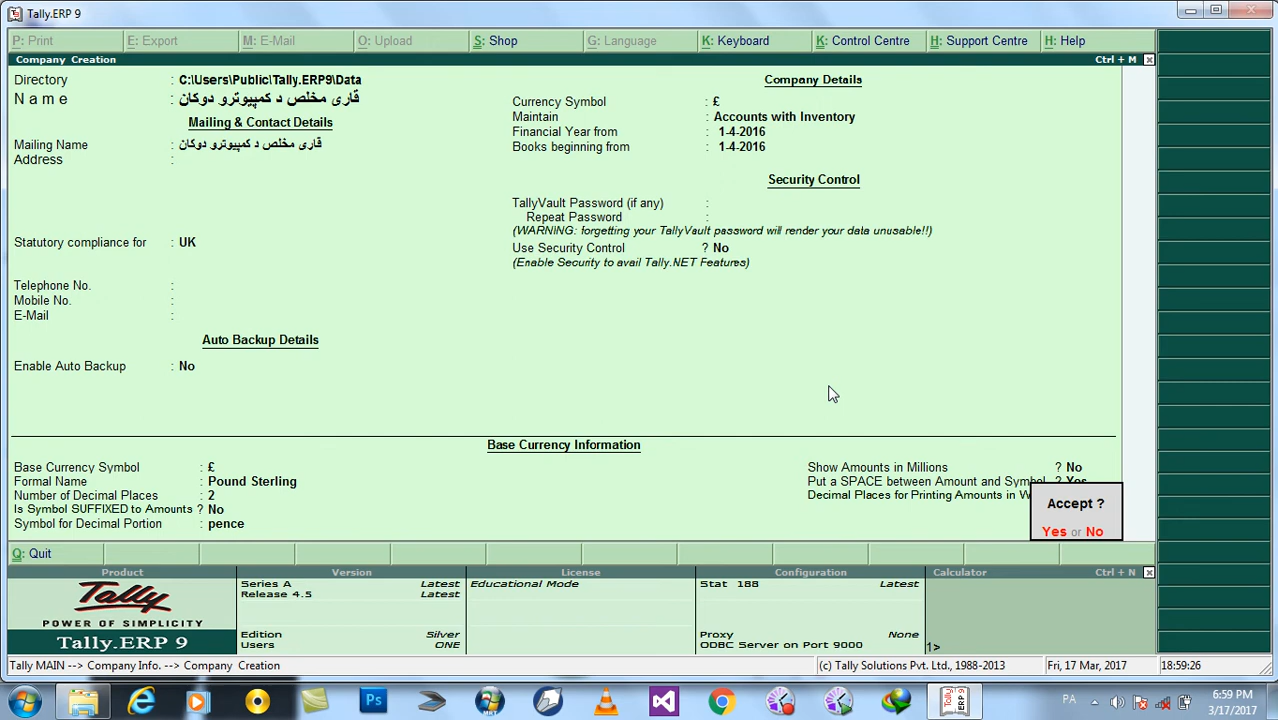 Tally.ERP 9
P: Print
E: Export
M: E-Mail
O: Upload
S: Shop
G: Language
K: Keyboard
K: Control Centre
H: Support Centre
H: Help
Company Creation
Ctrl + M
Directory : C:\Users\Public\Tally.ERP9\Data
Name : قاری مخلص د کمپیوترو دوکان
Mailing & Contact Details
Mailing Name : قاری مخلص د کمپیوترو دوکان
Address :
Statutory compliance for : UK
Telephone No. :
Mobile No. :
E-Mail :
Auto Backup Details
Enable Auto Backup : No
Company Details
Currency Symbol : £
Maintain : Accounts with Inventory
Financial Year from : 1-4-2016
Books beginning from : 1-4-2016
Security Control
TallyVault Password (if any) :
Repeat Password :
(WARNING: forgetting your TallyVault password will render your data unusable!!)
Use Security Control ? No
(Enable Security to avail Tally.NET Features)
Base Currency Information
Base Currency Symbol : £
Formal Name : Pound Sterling
Number of Decimal Places : 2
Is Symbol SUFFIXED to Amounts ? No
Symbol for Decimal Portion : pence
Show Amounts in Millions ? No
Put a SPACE between Amount and Symbol ? Yes
Decimal Places for Printing Amounts in W
Accept ?
Yes or No
Q: Quit
Product
Tally
POWER OF SIMPLICITY
Tally.ERP 9
Version
Series A Latest
Release 4.5 Latest
Edition Silver
Users ONE
License
Educational Mode
Configuration
Stat 188 Latest
Proxy None
ODBC Server on Port 9000
Calculator Ctrl + N
1>
Tally MAIN --> Company Info. --> Company Creation
(c) Tally Solutions Pvt. Ltd., 1988-2013
Fri, 17 Mar, 2017
18:59:26
Ps
PA
6:59 PM
3/17/2017